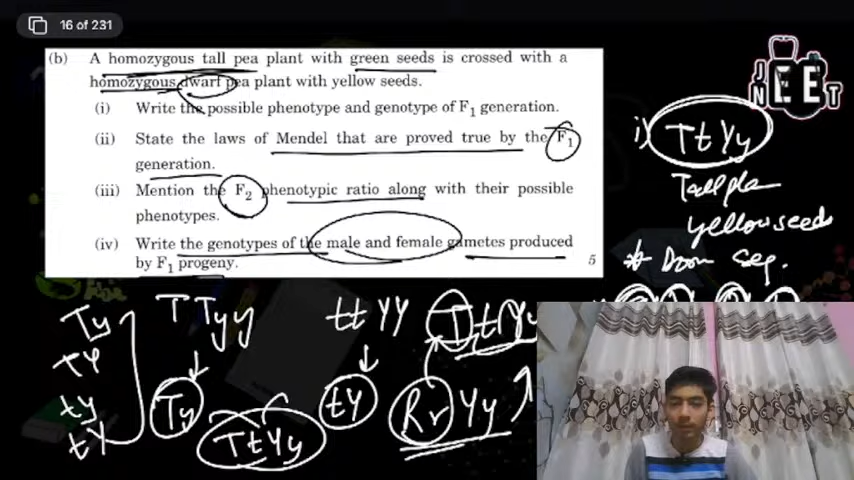 16 of 231
(b) A homozygous tall pea plant with green seeds is crossed with a
homozygous dwarf pea plant with yellow seeds.
(i) Write the possible phenotype and genotype of F1 generation.
(ii) State the laws of Mendel that are proved true by the F1
generation.
(iii) Mention the F2 phenotypic ratio along with their possible
phenotypes.
(iv) Write the genotypes of the male and female gametes produced
by F1 progeny.
5
NEET
i) TtYy
Tall
yellow seeds
* Dom seg.
Ty
TY
ty
tY
TTyy
Ty
TtYy
ttYY
tY
TtYy
Rr Yy